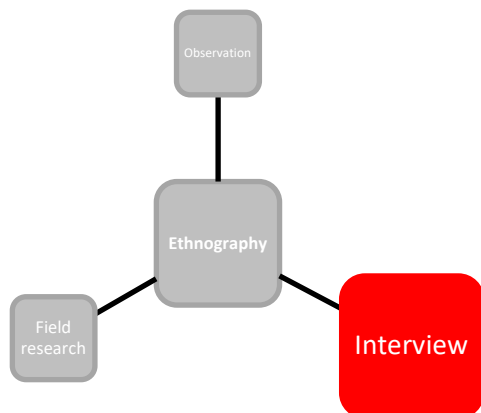 Observation
Ethnography
Field
research
Interview